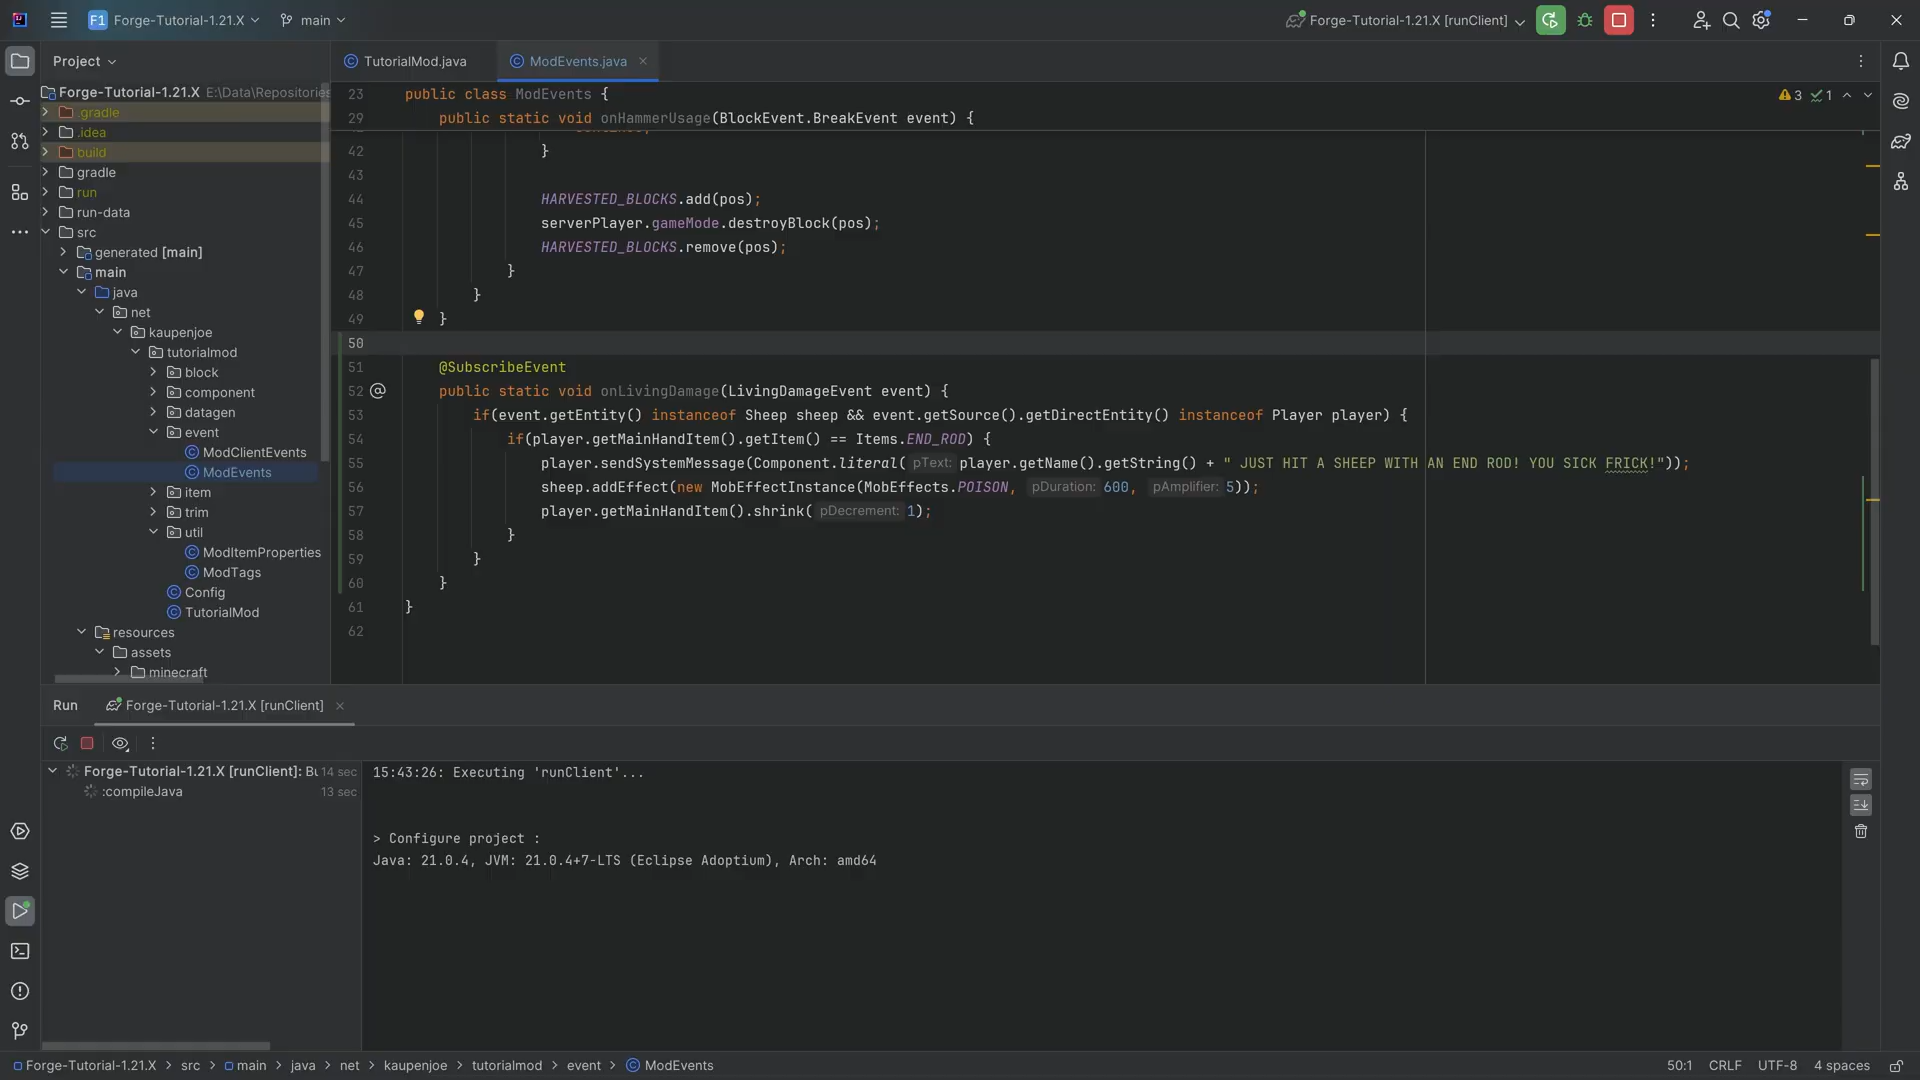 F1 Forge-Tutorial-1.21.X main Forge-Tutorial-1.21.X [runClient]
Project
TutorialMod.java ModEvents.java
Forge-Tutorial-1.21.X E:\Data\Repositories
.gradle
.idea
build
gradle
run
run-data
src
generated [main]
main
java
net
kaupenjoe
tutorialmod
block
component
datagen
event
ModClientEvents
ModEvents
item
trim
util
ModItemProperties
ModTags
Config
TutorialMod
resources
assets
minecraft
3 1
23 public class ModEvents {
29 public static void onHammerUsage(BlockEvent.BreakEvent event) {
42 }
43
44 HARVESTED_BLOCKS.add(pos);
45 serverPlayer.gameMode.destroyBlock(pos);
46 HARVESTED_BLOCKS.remove(pos);
47 }
48 }
49 }
50
51 @SubscribeEvent
52 public static void onLivingDamage(LivingDamageEvent event) {
53 if(event.getEntity() instanceof Sheep sheep && event.getSource().getDirectEntity() instanceof Player player) {
54 if(player.getMainHandItem().getItem() == Items.END_ROD) {
55 player.sendSystemMessage(Component.literal( pText: player.getName().getString() + " JUST HIT A SHEEP WITH AN END ROD! YOU SICK FRICK!"));
56 sheep.addEffect(new MobEffectInstance(MobEffects.POISON, pDuration: 600, pAmplifier: 5));
57 player.getMainHandItem().shrink( pDecrement: 1);
58 }
59 }
60 }
61 }
62
Run Forge-Tutorial-1.21.X [runClient]
Forge-Tutorial-1.21.X [runClient]: Bu 14 sec
:compileJava 13 sec
15:43:26: Executing 'runClient'...
> Configure project :
Java: 21.0.4, JVM: 21.0.4+7-LTS (Eclipse Adoptium), Arch: amd64
Forge-Tutorial-1.21.X > src > main > java > net > kaupenjoe > tutorialmod > event > ModEvents
50:1 CRLF UTF-8 4 spaces